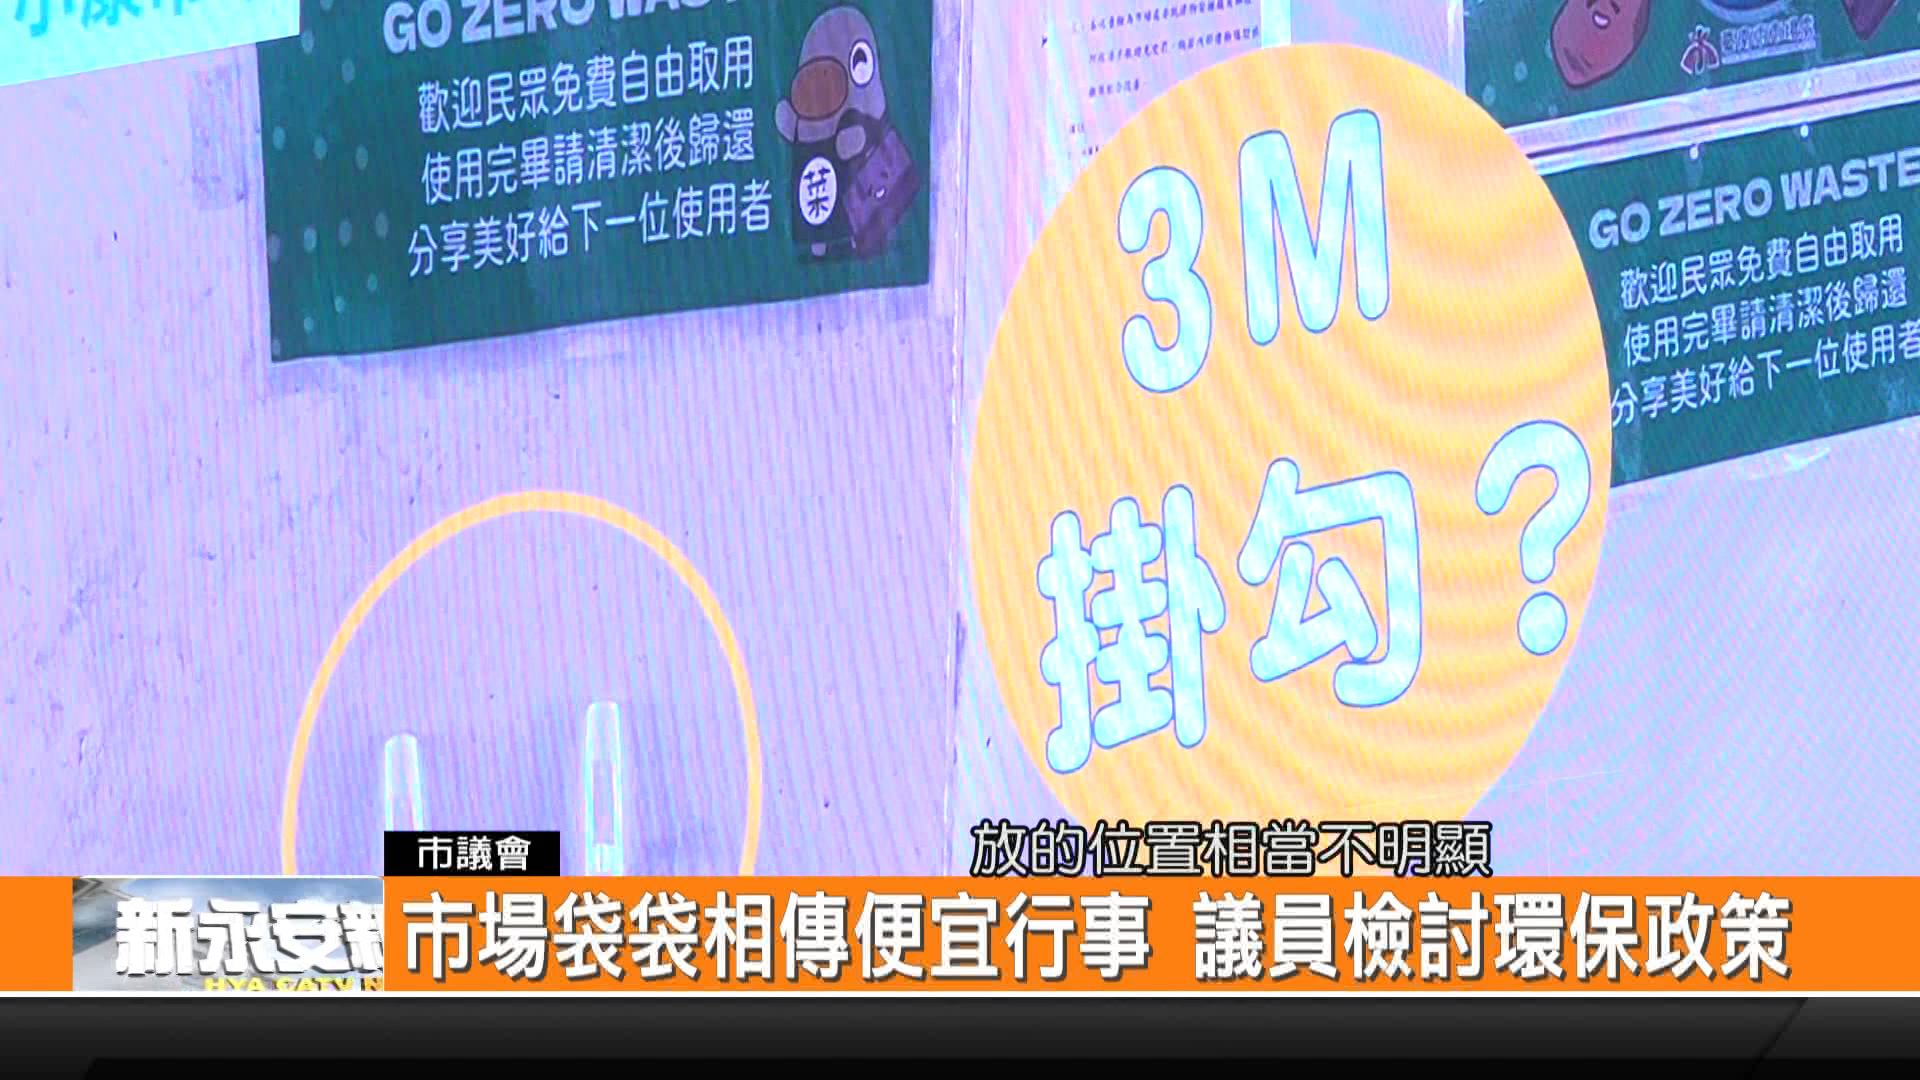 GO ZERO WASTE
歡迎民眾免費自由取用
使用完畢請清潔後歸還
分享美好給下一位使用者
菜
3M
掛勾？
GO ZERO WASTE
歡迎民眾免費自由取用
使用完畢請清潔後歸還
分享美好給下一位使用者
放的位置相當不明顯
市議會
新永安新
HYA CATV N
市場袋袋相傳便宜行事 議員檢討環保政策